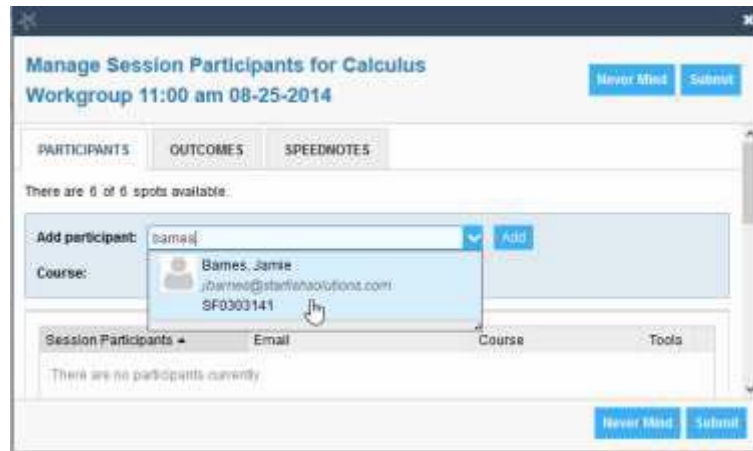 Manage Session Participants for Calculus
Workgroup 11:00 am 08-25-2014
Never Mind
Submit
PARTICIPANTS
OUTCOMES
SPEEDNOTES
There are 6 of 6 spots available.
Add participant:
barnes
Add
Course:
Barnes, Jamie
jbarnes@starfishsolutions.com
SF0303141
Session Participants
Email
Course
Tools
There are no participants currently
Never Mind
Submit